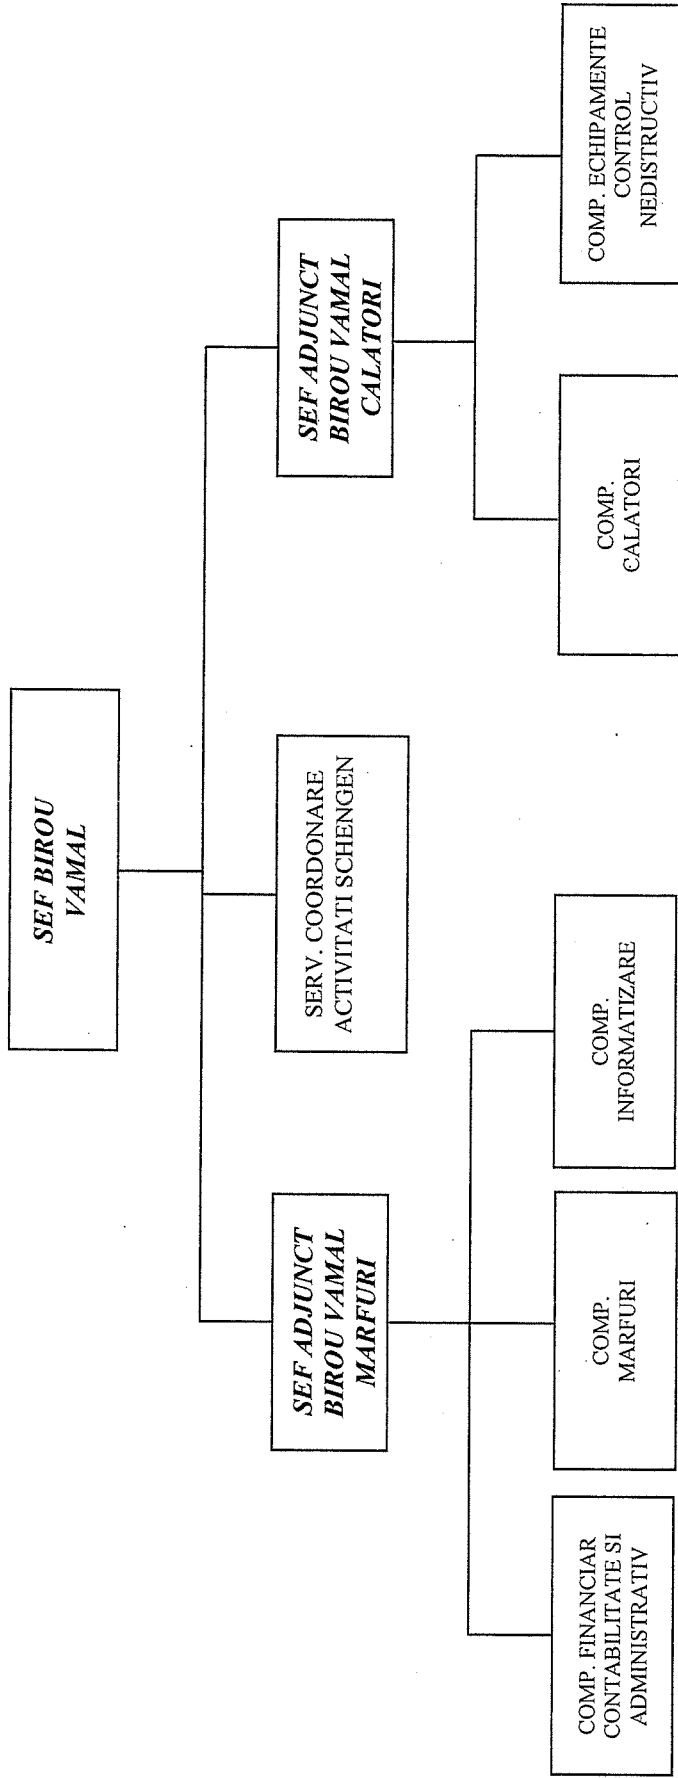 SEF BIROU
VAMAL
SEF ADJUNCT
BIROU VAMAL
MARFURI
SERV. COORDONARE
ACTIVITATI SCHENGEN
SEF ADJUNCT
BIROU VAMAL
CALATORI
COMP. FINANCIAR
CONTABILITATE SI
ADMINISTRATIV
COMP.
MARFURI
COMP.
INFORMATIZARE
COMP.
CALATORI
COMP. ECHIPAMENTE
CONTROL
NEDISTRUCTIV